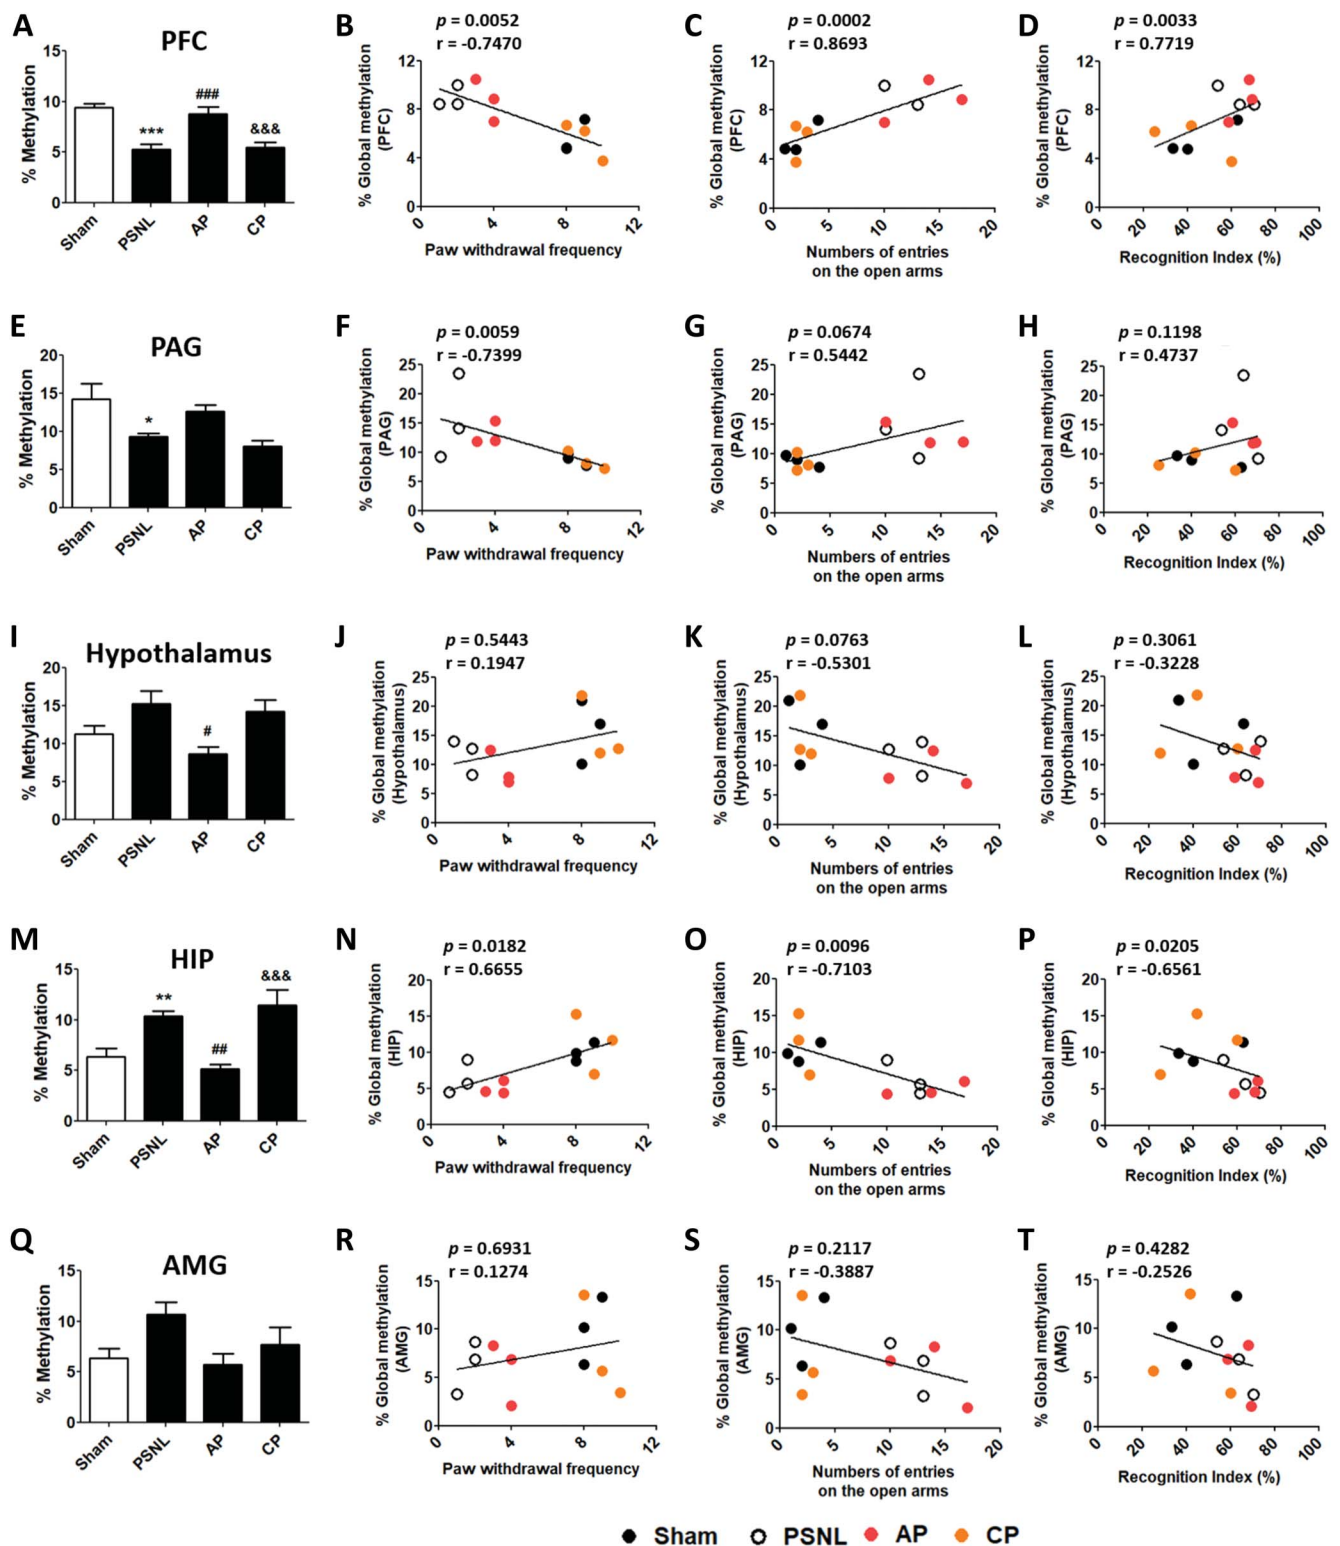 A
PFC
% Methylation
15
10
5
0
***
###
&&&
Sham
PSNL
AP
CP
B
p = 0.0052
r = -0.7470
% Global methylation
(PFC)
12
8
4
0
0
4
8
12
Paw withdrawal frequency
C
p = 0.0002
r = 0.8693
% Global methylation
(PFC)
12
8
4
0
0
5
10
15
20
Numbers of entries
on the open arms
D
p = 0.0033
r = 0.7719
% Global methylation
(PFC)
12
8
4
0
0
20
40
60
80
100
Recognition Index (%)
E
PAG
% Methylation
20
15
10
5
0
*
Sham
PSNL
AP
CP
F
p = 0.0059
r = -0.7399
% Global methylation
(PAG)
25
20
15
10
5
0
0
4
8
12
Paw withdrawal frequency
G
p = 0.0674
r = 0.5442
% Global methylation
(PAG)
25
20
15
10
5
0
0
5
10
15
20
Numbers of entries
on the open arms
H
p = 0.1198
r = 0.4737
% Global methylation
(PAG)
25
20
15
10
5
0
0
20
40
60
80
100
Recognition Index (%)
I
Hypothalamus
% Methylation
20
15
10
5
0
#
Sham
PSNL
AP
CP
J
p = 0.5443
r = 0.1947
% Global methylation
(Hypothalamus)
25
20
15
10
5
0
0
4
8
12
Paw withdrawal frequency
K
p = 0.0763
r = -0.5301
% Global methylation
(Hypothalamus)
25
20
15
10
5
0
0
5
10
15
20
Numbers of entries
on the open arms
L
p = 0.3061
r = -0.3228
% Global methylation
(Hypothalamus)
25
20
15
10
5
0
0
20
40
60
80
100
Recognition Index (%)
M
HIP
% Methylation
15
10
5
0
**
##
&&&
Sham
PSNL
AP
CP
N
p = 0.0182
r = 0.6655
% Global methylation
(HIP)
20
15
10
5
0
0
4
8
12
Paw withdrawal frequency
O
p = 0.0096
r = -0.7103
% Global methylation
(HIP)
20
15
10
5
0
0
5
10
15
20
Numbers of entries
on the open arms
P
p = 0.0205
r = -0.6561
% Global methylation
(HIP)
20
15
10
5
0
0
20
40
60
80
100
Recognition Index (%)
Q
AMG
% Methylation
15
10
5
0
Sham
PSNL
AP
CP
R
p = 0.6931
r = 0.1274
% Global methylation
(AMG)
15
10
5
0
0
4
8
12
Paw withdrawal frequency
S
p = 0.2117
r = -0.3887
% Global methylation
(AMG)
15
10
5
0
0
5
10
15
20
Numbers of entries
on the open arms
T
p = 0.4282
r = -0.2526
% Global methylation
(AMG)
15
10
5
0
0
20
40
60
80
100
Recognition Index (%)
Sham PSNL AP CP